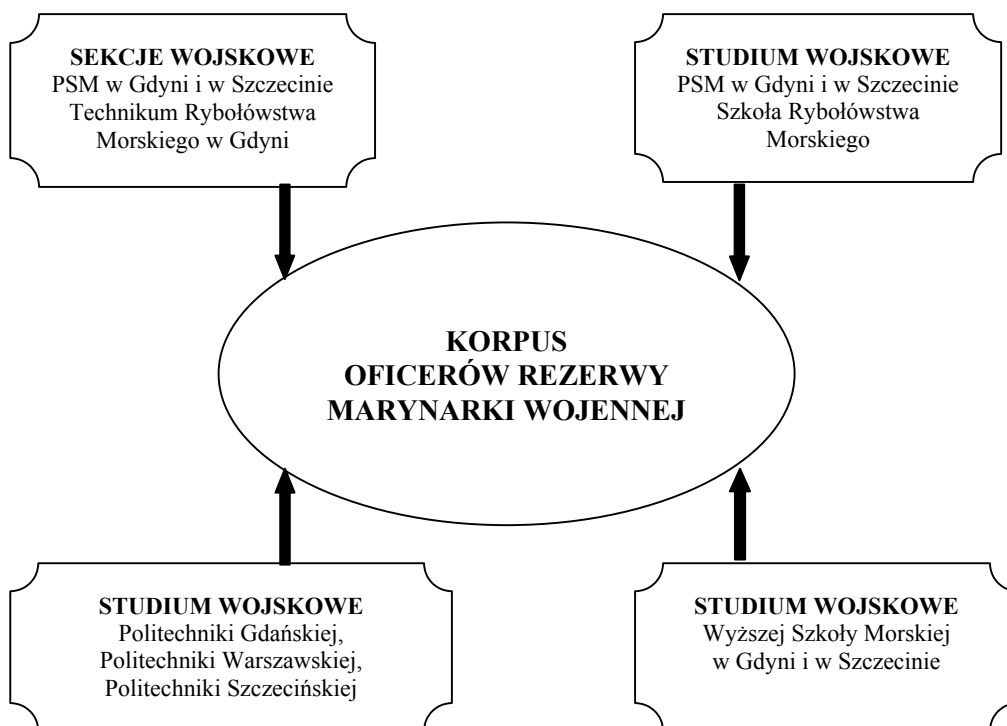 SEKCJE WOJSKOWE
PSM w Gdyni i w Szczecinie
Technikum Rybołówstwa
Morskiego w Gdyni
STUDIUM WOJSKOWE
PSM w Gdyni i w Szczecinie
Szkoła Rybołówstwa
Morskiego
KORPUS
OFICERÓW REZERWY
MARYNARKI WOJENNEJ
STUDIUM WOJSKOWE
Politechniki Gdańskiej,
Politechniki Warszawskiej,
Politechniki Szczecińskiej
STUDIUM WOJSKOWE
Wyższej Szkoły Morskiej
w Gdyni i w Szczecinie